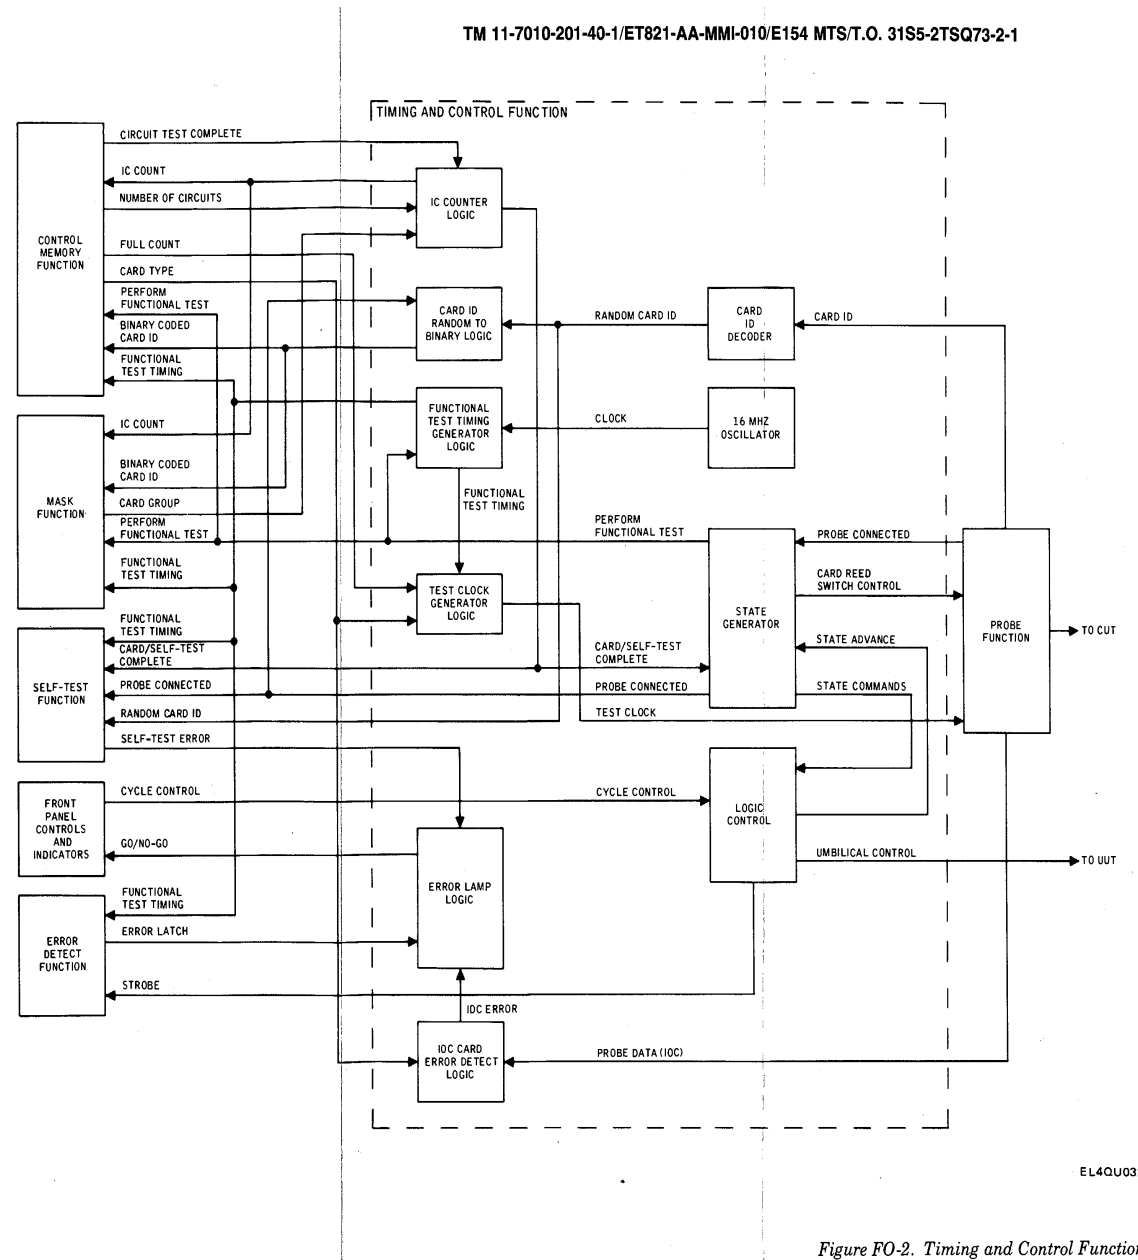 TM 11-7010-201-40-1/ET821-AA-MMI-010/E154 MTS/T.O. 31S5-2TSQ73-2-1
TIMING AND CONTROL FUNCTION
CONTROL
MEMORY
FUNCTION
CIRCUIT TEST COMPLETE
IC COUNT
NUMBER OF CIRCUITS
FULL COUNT
CARD TYPE
PERFORM
FUNCTIONAL TEST
BINARY CODED
CARD ID
FUNCTIONAL
TEST TIMING
IC COUNTER
LOGIC
CARD ID
RANDOM TO
BINARY LOGIC
RANDOM CARD ID
CARD
ID
DECODER
CARD ID
FUNCTIONAL
TEST TIMING
GENERATOR
LOGIC
CLOCK
16 MHZ
OSCILLATOR
MASK
FUNCTION
IC COUNT
BINARY CODED
CARD ID
CARD GROUP
PERFORM
FUNCTIONAL TEST
FUNCTIONAL
TEST TIMING
FUNCTIONAL
TEST TIMING
PERFORM
FUNCTIONAL TEST
TEST CLOCK
GENERATOR
LOGIC
STATE
GENERATOR
PROBE CONNECTED
CARD REED
SWITCH CONTROL
STATE ADVANCE
STATE COMMANDS
PROBE
FUNCTION
TO CUT
SELF-TEST
FUNCTION
FUNCTIONAL
TEST TIMING
CARD/SELF-TEST
COMPLETE
PROBE CONNECTED
RANDOM CARD ID
SELF-TEST ERROR
CARD/SELF-TEST
COMPLETE
PROBE CONNECTED
TEST CLOCK
FRONT
PANEL
CONTROLS
AND
INDICATORS
CYCLE CONTROL
GO/NO-GO
CYCLE CONTROL
LOGIC
CONTROL
UMBILICAL CONTROL
TO UUT
ERROR LAMP
LOGIC
ERROR
DETECT
FUNCTION
FUNCTIONAL
TEST TIMING
ERROR LATCH
STROBE
IDC ERROR
IOC CARD
ERROR DETECT
LOGIC
PROBE DATA (IOC)
EL4QU03
Figure FO-2. Timing and Control Function